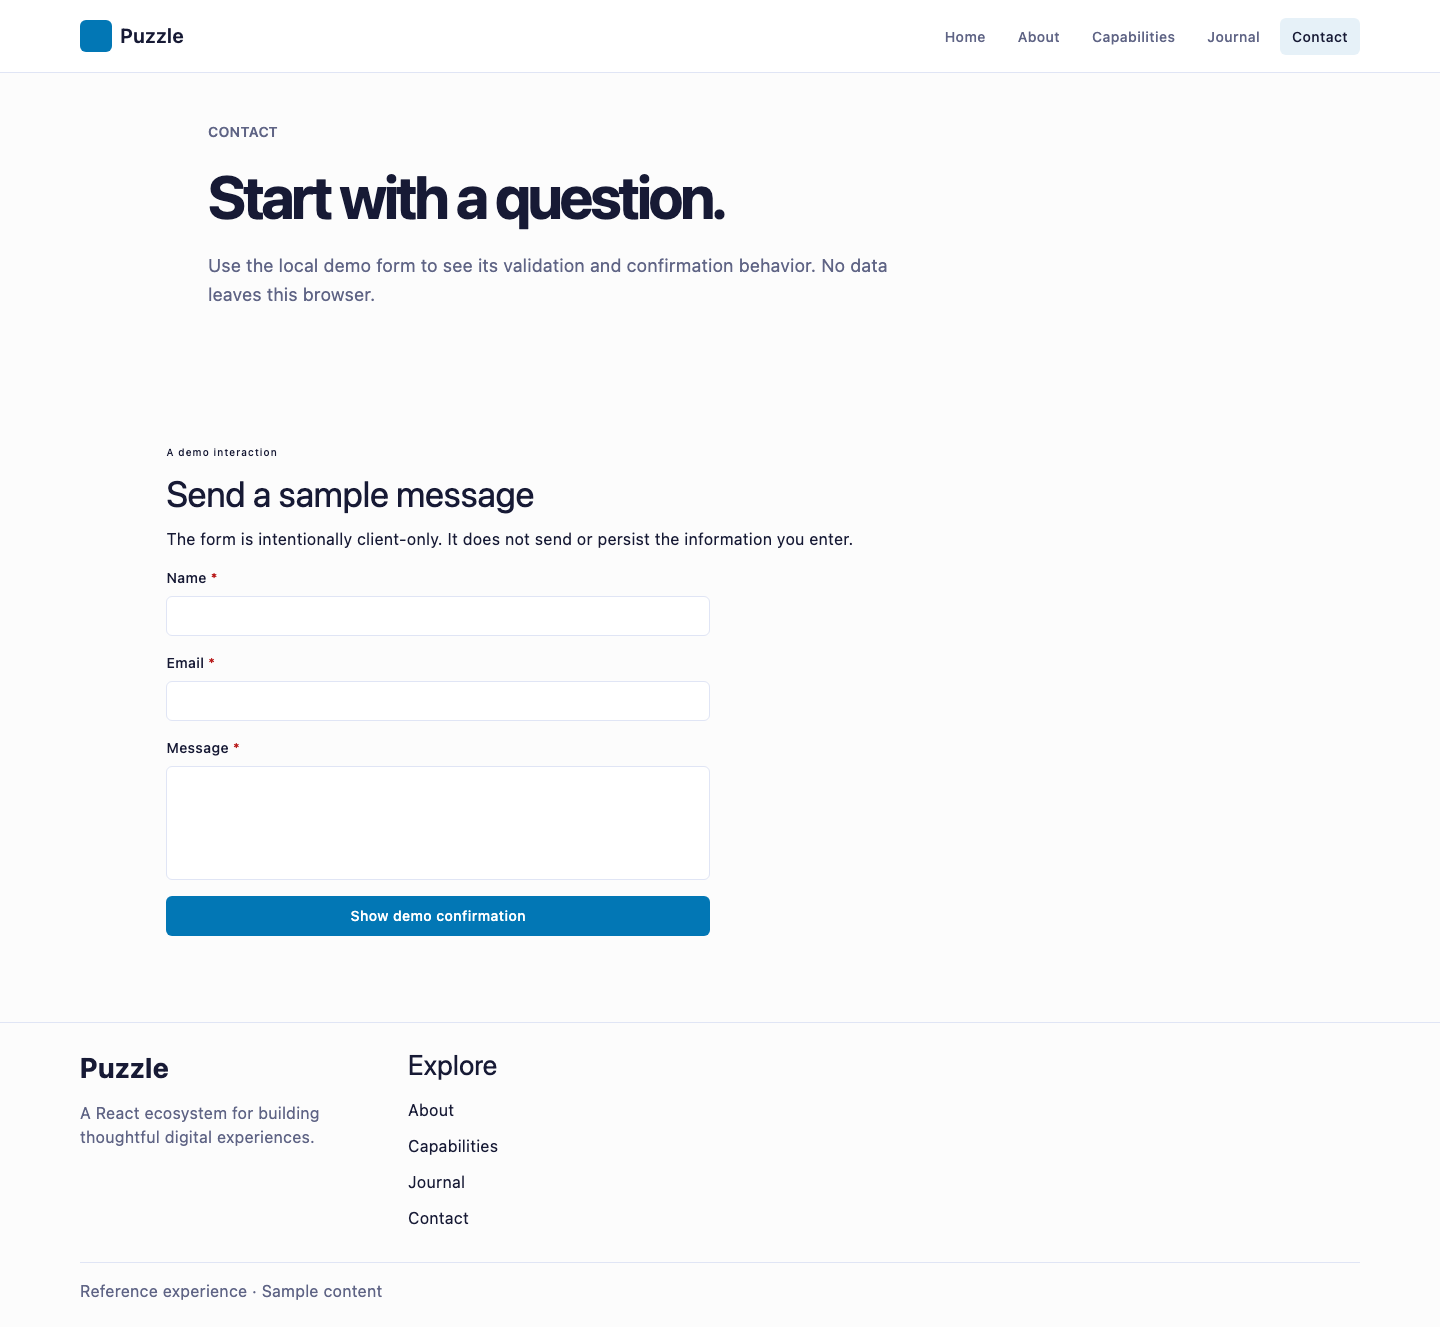 Puzzle
Home
About
Capabilities
Journal
Contact
CONTACT
Start with a question.
Use the local demo form to see its validation and confirmation behavior. No data
leaves this browser.
A demo interaction
Send a sample message
The form is intentionally client-only. It does not send or persist the information you enter.
Name *
Email *
Message *
Show demo confirmation
Puzzle
A React ecosystem for building
thoughtful digital experiences.
Explore
About
Capabilities
Journal
Contact
Reference experience · Sample content